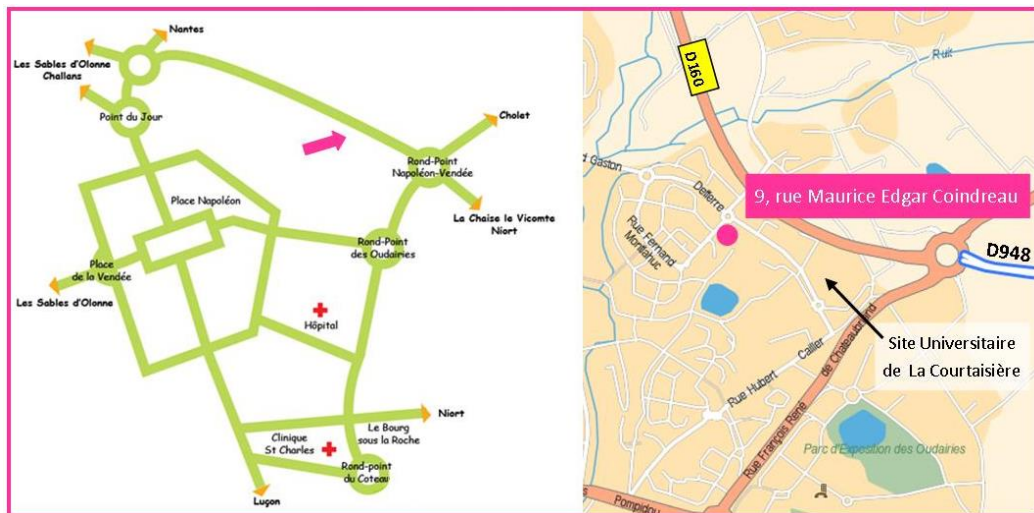 Nantes
Les Sables d'Olonne
Challans
Point du Jour
Cholet
Rond-Point
Napoléon-Vendée
La Chaise le Vicomte
Niort
Place Napoléon
Rond-Point
des Oudairies
Place
de la Vendée
Les Sables d'Olonne
Hôpital
Niort
Le Bourg
sous la Roche
Clinique
St Charles
Rond-point
du Coteau
Luçon
D160
Gaston
Defferre
9, rue Maurice Edgar Coindreau
Rue Fernand
D948
Site Universitaire
de La Courtaisière
Rue Hubert Cailler
Rue François René de Chateaubriand
Parc d'Exposition des Oudairies
Pompidou